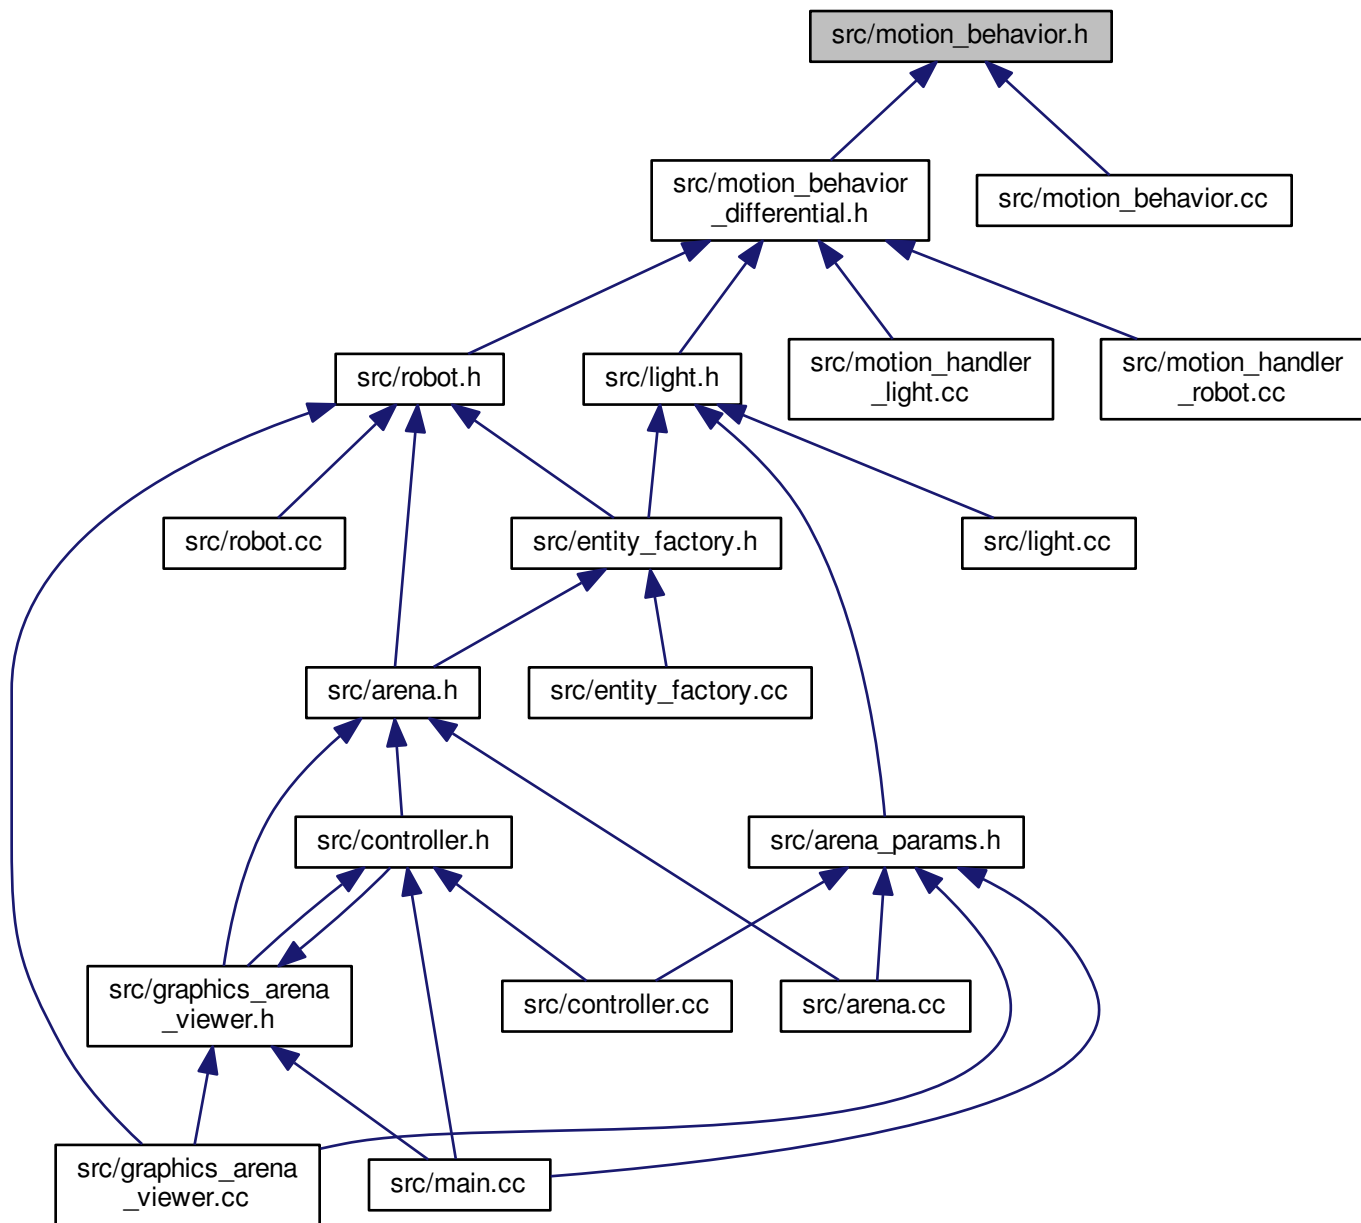 src/motion_behavior.h
src/motion_behavior
_differential.h
src/motion_behavior.cc
src/robot.h
src/light.h
src/motion_handler
_light.cc
src/motion_handler
_robot.cc
src/robot.cc
src/entity_factory.h
src/light.cc
src/arena.h
src/entity_factory.cc
src/controller.h
src/arena_params.h
src/graphics_arena
_viewer.h
src/controller.cc
src/arena.cc
src/graphics_arena
_viewer.cc
src/main.cc